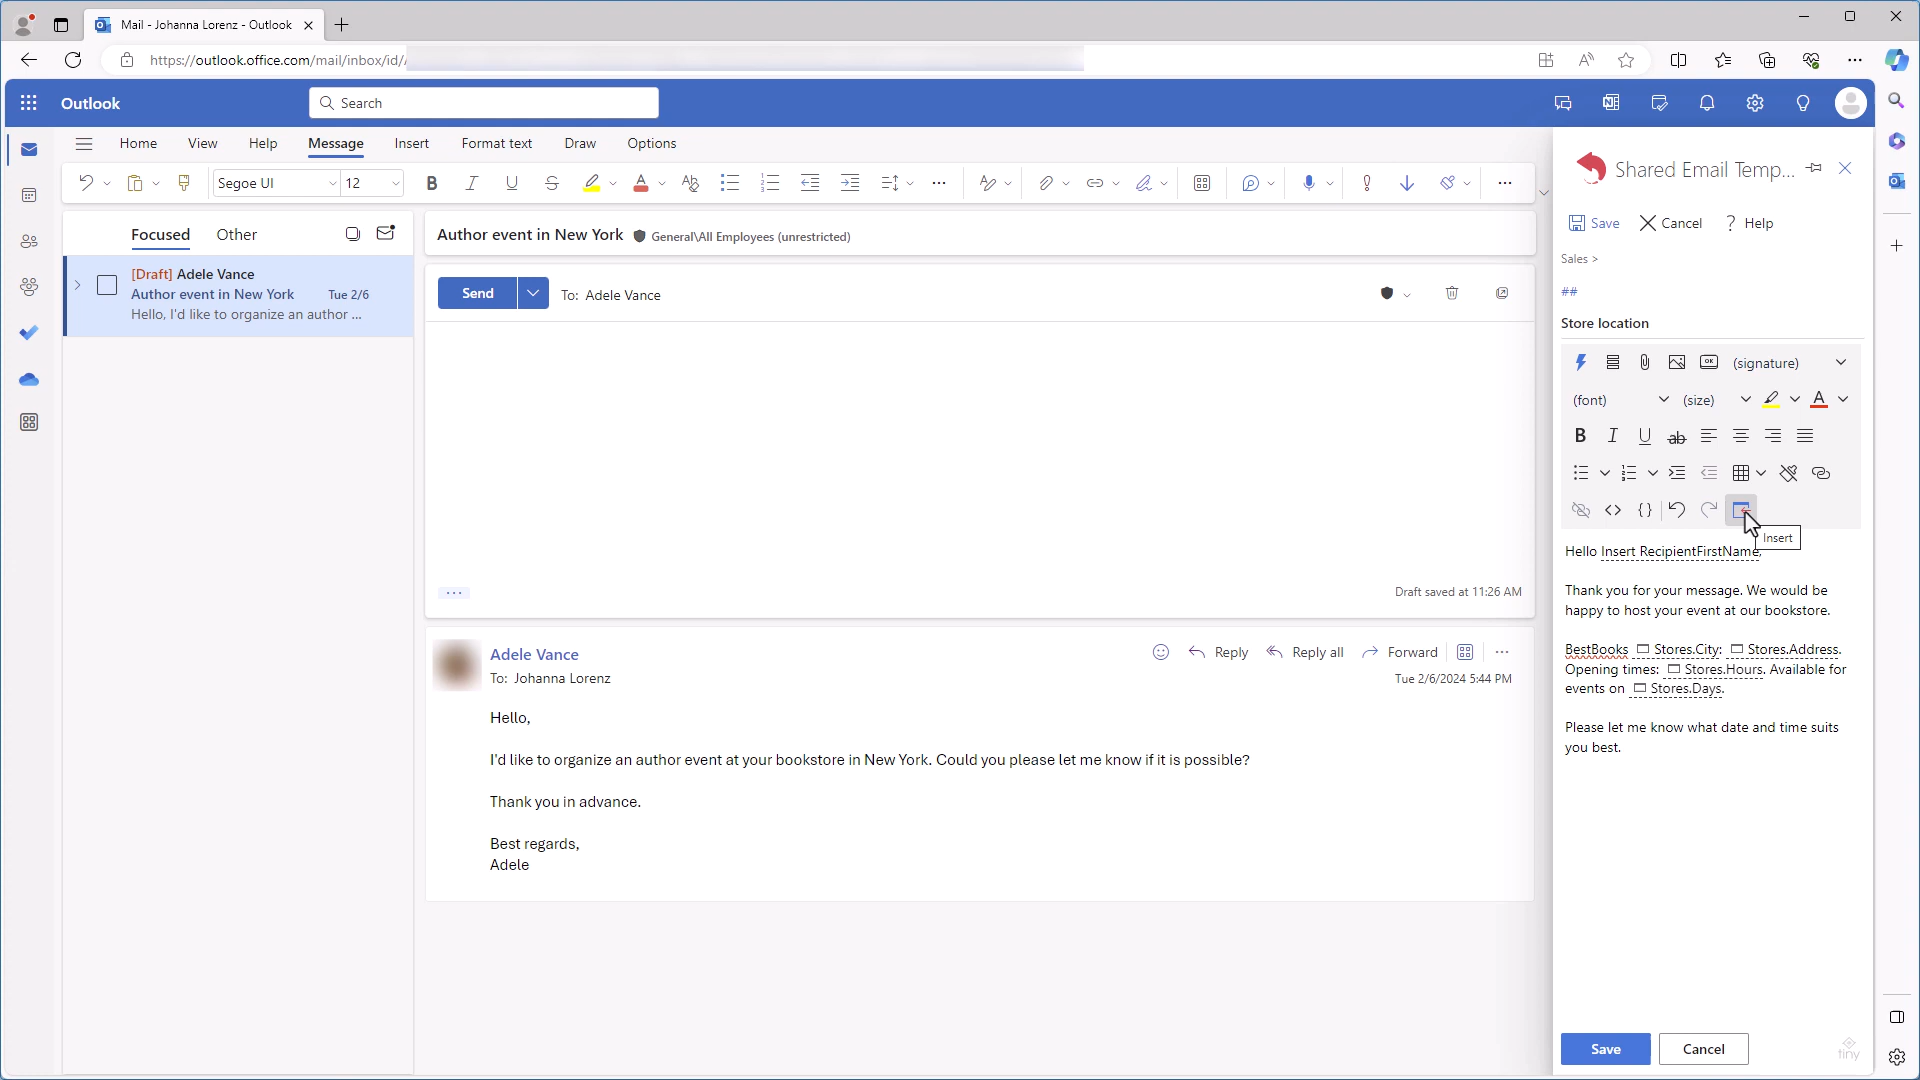 Mail - Johanna Lorenz - Outlook
https://outlook.office.com/mail/inbox/id/
Outlook
Search
Home View Help Message Insert Format text Draw Options
Segoe UI 12
Focused Other
[Draft] Adele Vance
Author event in New York Tue 2/6
Hello, I'd like to organize an author ...
Author event in New York General\All Employees (unrestricted)
Send To: Adele Vance
Draft saved at 11:26 AM
Adele Vance
Reply Reply all Forward
To: Johanna Lorenz
Tue 2/6/2024 5:44 PM
Hello,
I'd like to organize an author event at your bookstore in New York. Could you please let me know if it is possible?
Thank you in advance.
Best regards,
Adele
Shared Email Temp...
Save Cancel ? Help
Sales >
##
Store location
(signature)
(font) (size)
Insert
Hello Insert RecipientFirstName,
Thank you for your message. We would be
happy to host your event at our bookstore.
BestBooks Stores.City: Stores.Address.
Opening times: Stores.Hours. Available for
events on Stores.Days.
Please let me know what date and time suits
you best.
Save Cancel
tiny